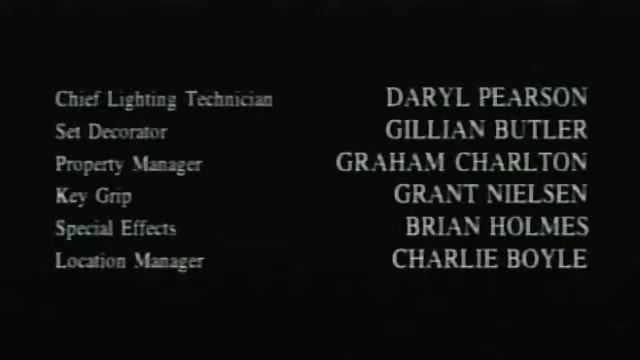 Chief Lighting Technician DARYL PEARSON
Set Decorator GILLIAN BUTLER
Property Manager GRAHAM CHARLTON
Key Grip GRANT NIELSEN
Special Effects BRIAN HOLMES
Location Manager CHARLIE BOYLE